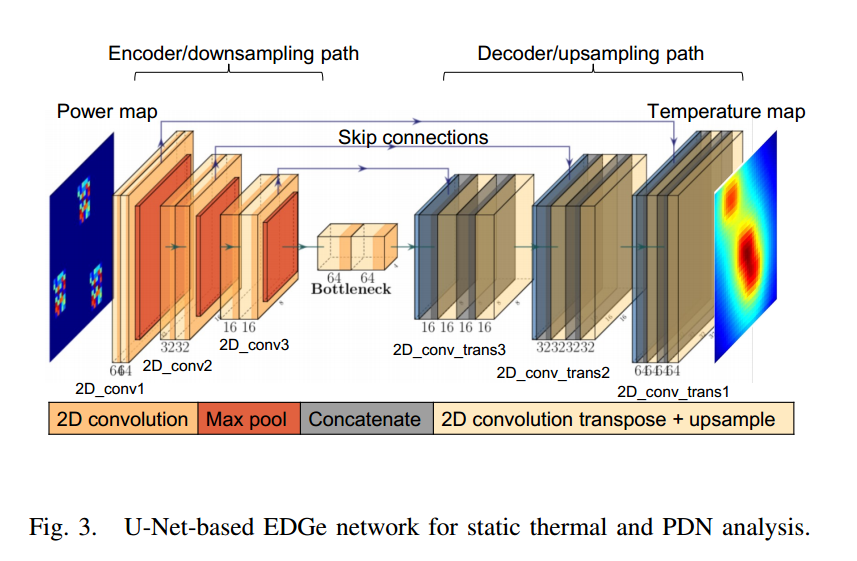 Encoder/downsampling path
Decoder/upsampling path
Power map
Temperature map
Skip connections
64 64
Bottleneck
16 16
16 16 16 16
3232
32323232
6464
64646464
2D_conv1
2D_conv2
2D_conv3
2D_conv_trans3
2D_conv_trans2
2D_conv_trans1
2D convolution
Max pool
Concatenate
2D convolution transpose + upsample
Fig. 3. U-Net-based EDGe network for static thermal and PDN analysis.